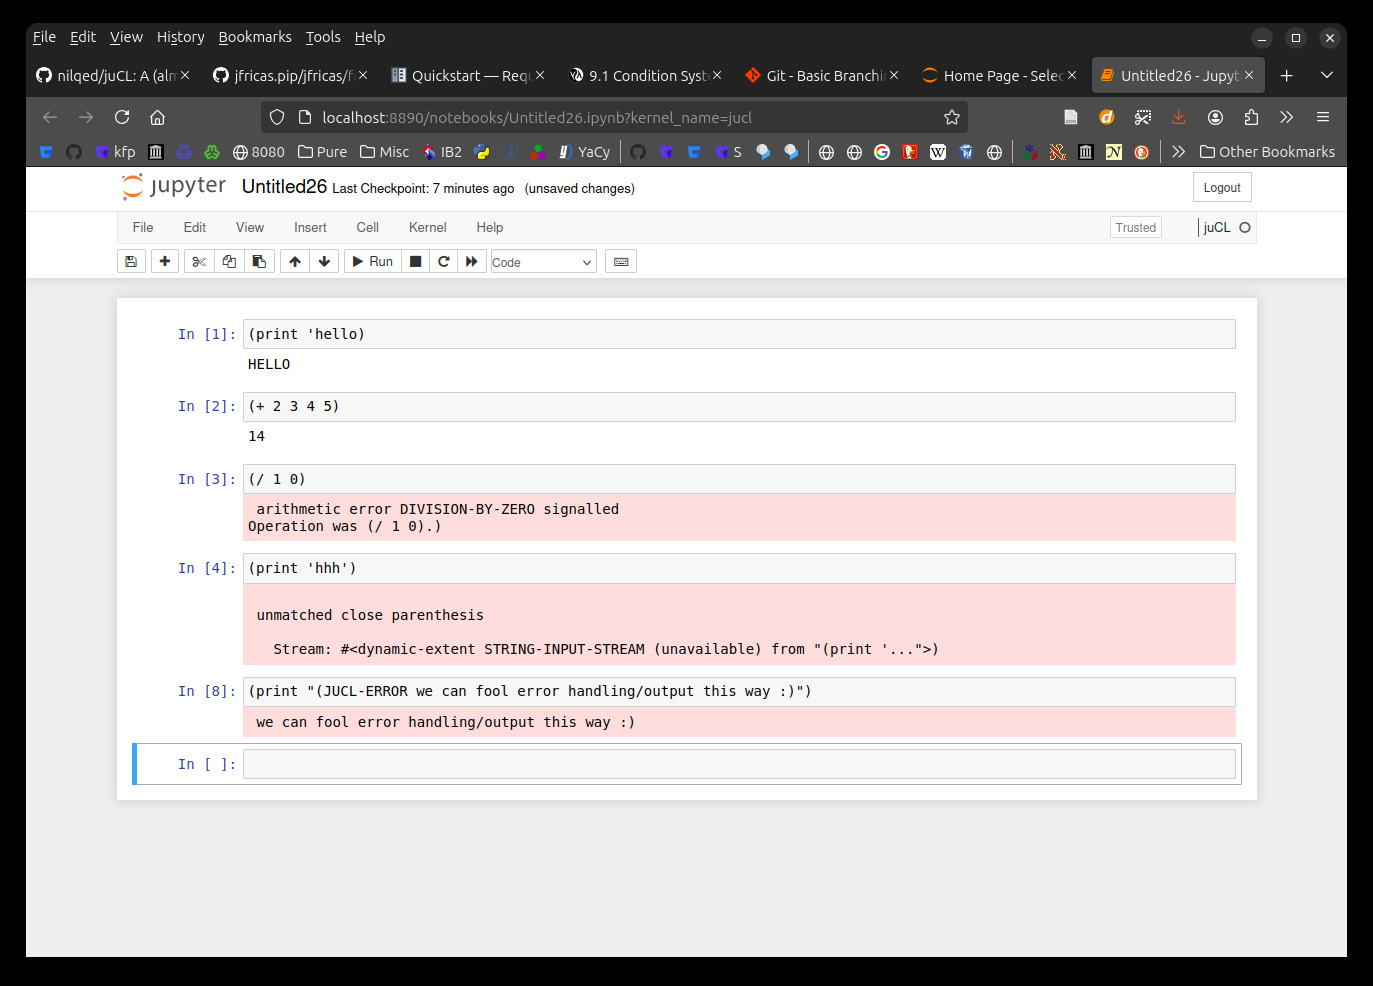 File Edit View History Bookmarks Tools Help
nilqed/juCL: A (alm
jfricas.pip/jfricas/f
Quickstart — Requ
9.1 Condition Syst
Git - Basic Branchi
Home Page - Selec
Untitled26 - Jupyt
localhost:8890/notebooks/Untitled26.ipynb?kernel_name=jucl
kfp 8080 Pure Misc IB2 YaCy S Other Bookmarks
jupyter Untitled26 Last Checkpoint: 7 minutes ago (unsaved changes) Logout
File Edit View Insert Cell Kernel Help Trusted juCL
Run Code
In [1]: (print 'hello)
HELLO
In [2]: (+ 2 3 4 5)
14
In [3]: (/ 1 0)
arithmetic error DIVISION-BY-ZERO signalled
Operation was (/ 1 0).)
In [4]: (print 'hhh')
unmatched close parenthesis
Stream: #<dynamic-extent STRING-INPUT-STREAM (unavailable) from "(print '...">)
In [8]: (print "(JUCL-ERROR we can fool error handling/output this way :)")
we can fool error handling/output this way :)
In [ ]: